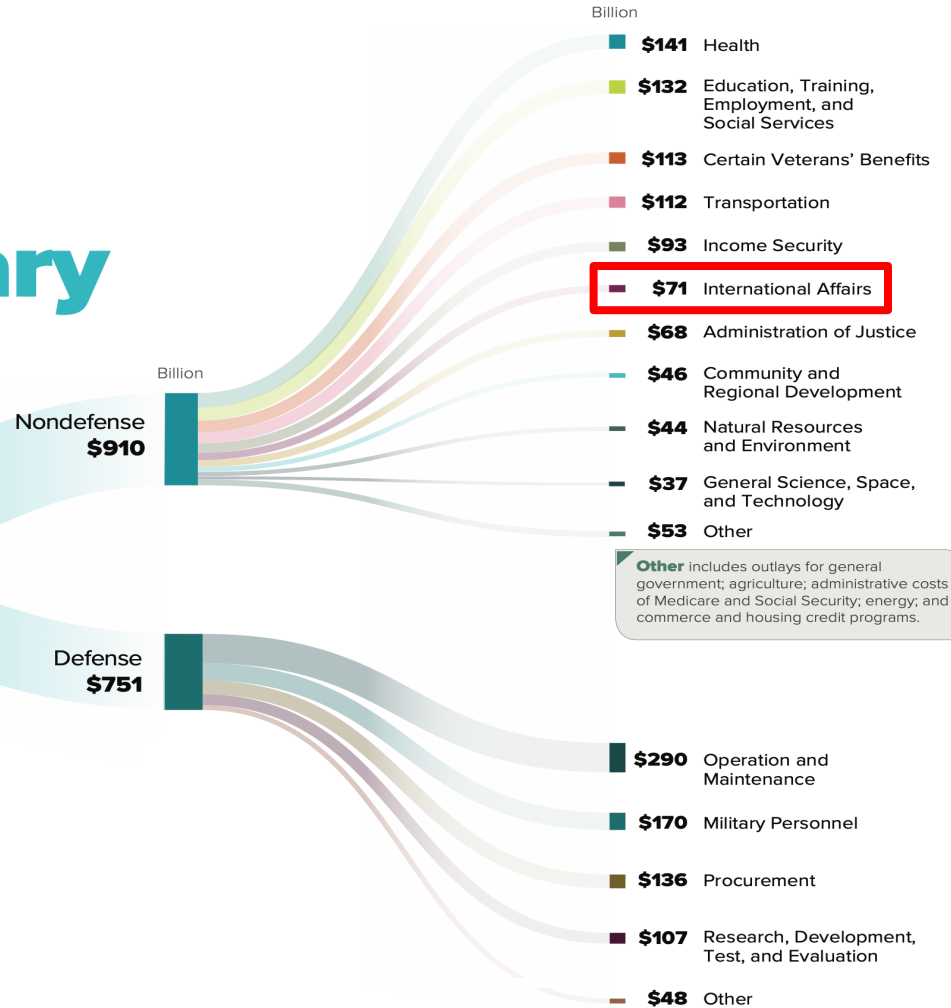 Billion
$141 Health
$132 Education, Training,
Employment, and
Social Services
$113 Certain Veterans’ Benefits
$112 Transportation
ary
$93 Income Security
$71 International Affairs
$68 Administration of Justice
Billion
$46 Community and
Regional Development
Nondefense
$910
$44 Natural Resources
and Environment
$37 General Science, Space,
and Technology
$53 Other
Other includes outlays for general
government; agriculture; administrative costs
of Medicare and Social Security; energy; and
commerce and housing credit programs.
Defense
$751
$290 Operation and
Maintenance
$170 Military Personnel
$136 Procurement
$107 Research, Development,
Test, and Evaluation
$48 Other